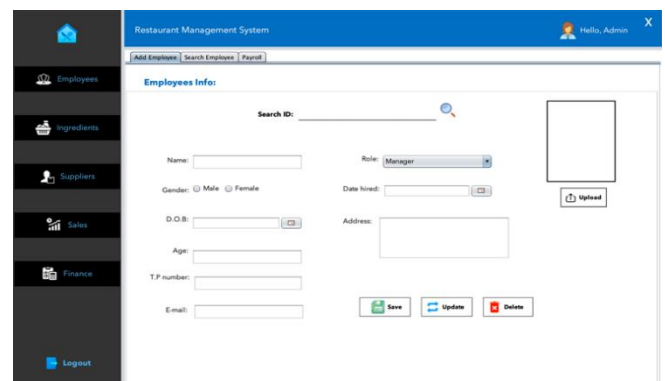 Restaurant Management System
Hello, Admin
X
Add Employee
Search Employee
Payroll
Employees
Ingredients
Suppliers
Sales
Finance
Logout
Employees Info:
Search ID:
Name:
Gender:
Male
Female
D.O.B:
Age:
T.P number:
E-mail:
Role:
Manager
Date hired:
Address:
Upload
Save
Update
Delete